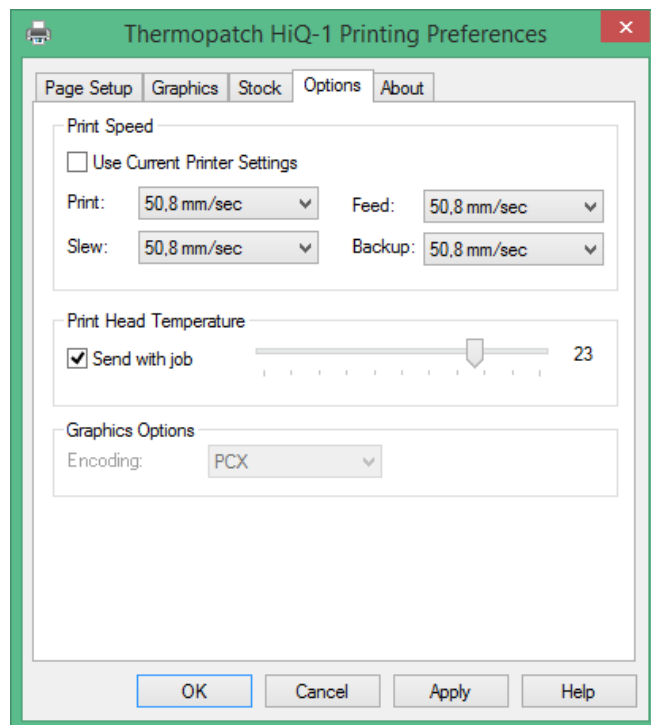 Thermopatch HiQ-1 Printing Preferences
Page Setup Graphics Stock Options About
Print Speed
Use Current Printer Settings
Print: 50,8 mm/sec Feed: 50,8 mm/sec
Slew: 50,8 mm/sec Backup: 50,8 mm/sec
Print Head Temperature
Send with job 23
Graphics Options
Encoding: PCX
OK Cancel Apply Help